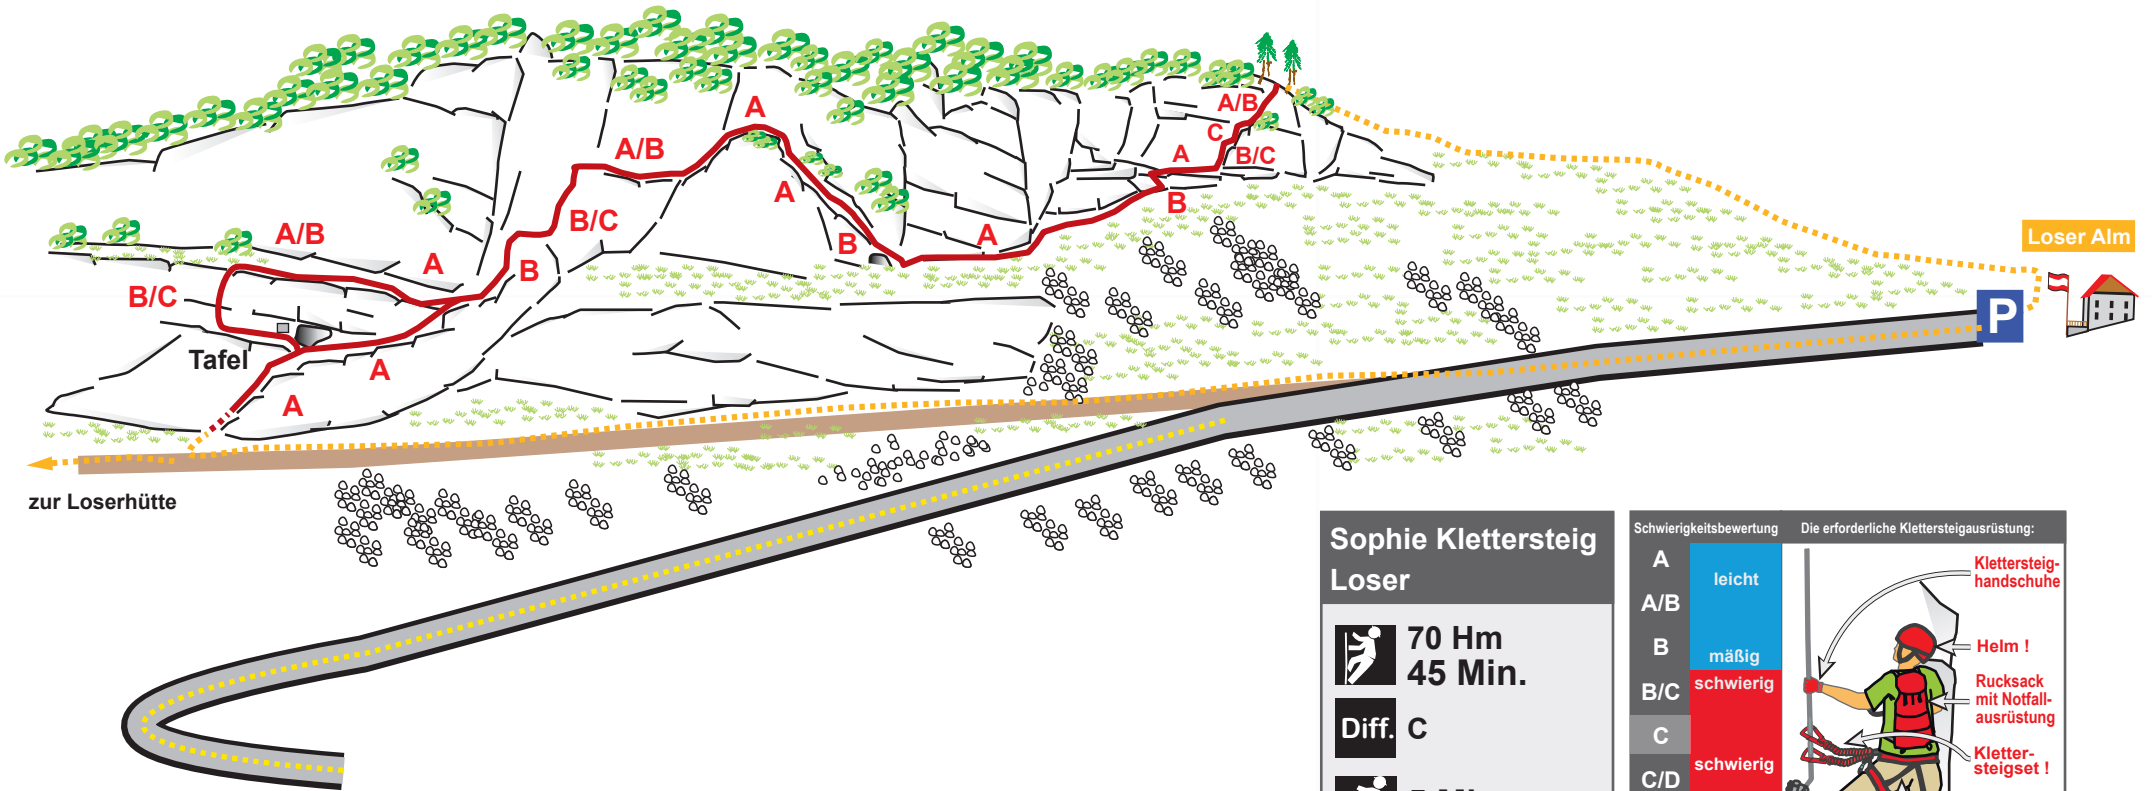 A
A/B
A/B
C
A/B
A
B/C
A
B
B/C
A/B
A
B
B
A
B/C
Tafel
A
A
Loser Alm
P
zur Loserhütte
Sophie Klettersteig
Loser
70 Hm
45 Min.
Diff. C
Schwierigkeitsbewertung
A
leicht
A/B
B
mäßig
B/C
schwierig
C
schwierig
C/D
Die erforderliche Klettersteigausrüstung:
Klettersteig-
handschuhe
Helm !
Rucksack
mit Notfall-
ausrüstung
Kletter-
steigset !